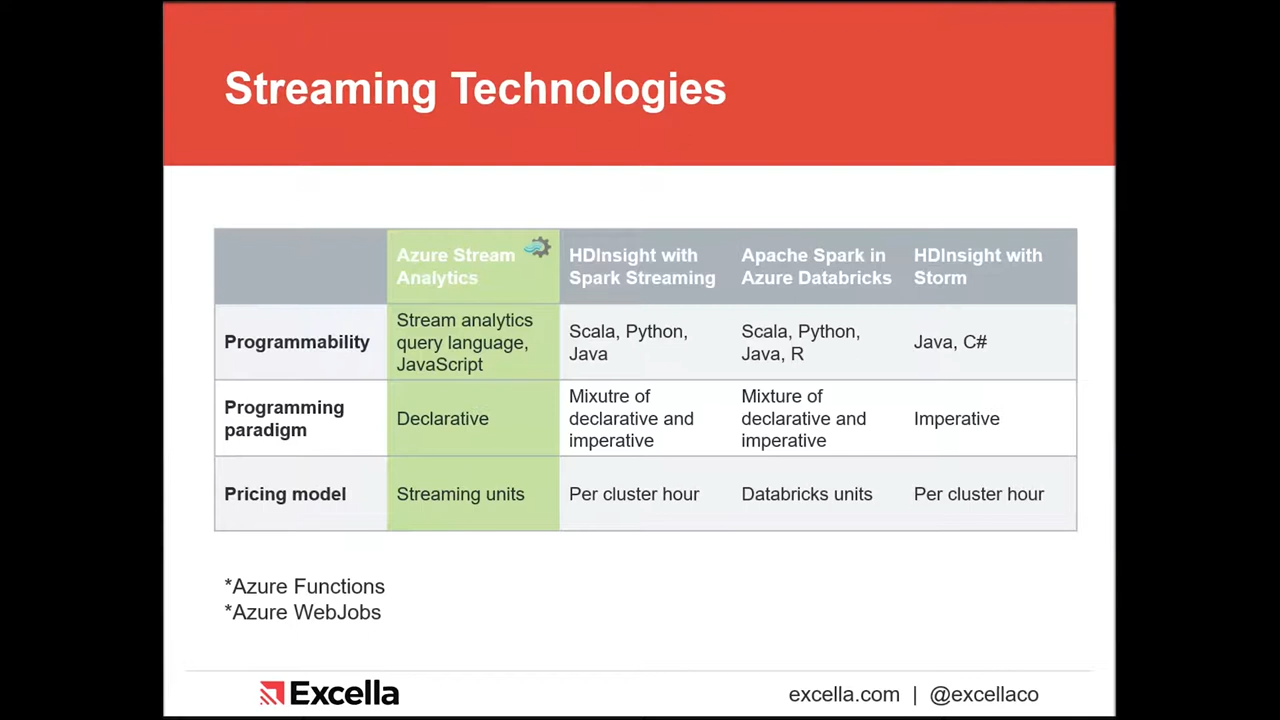 Streaming Technologies
Azure Stream
Analytics
HDInsight with
Spark Streaming
Apache Spark in
Azure Databricks
HDInsight with
Storm
Programmability
Stream analytics
query language,
JavaScript
Scala, Python,
Java
Scala, Python,
Java, R
Java, C#
Programming
paradigm
Declarative
Mixutre of
declarative and
imperative
Mixture of
declarative and
imperative
Imperative
Pricing model
Streaming units
Per cluster hour
Databricks units
Per cluster hour
*Azure Functions
*Azure WebJobs
Excella
excella.com | @excellaco